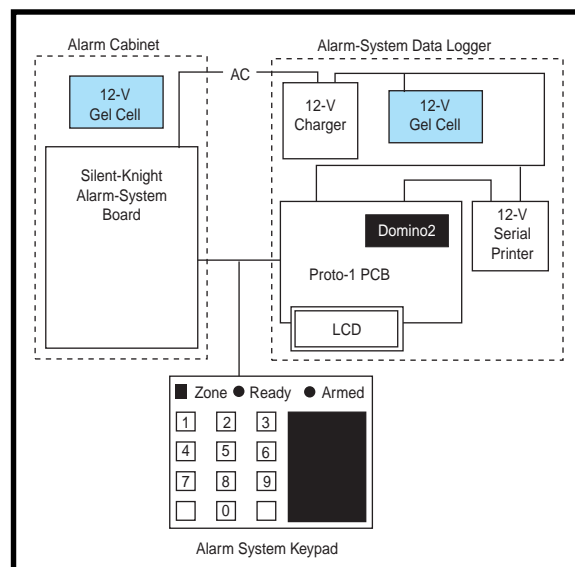 Alarm Cabinet
Alarm-System Data Logger
AC
12-V
Gel Cell
12-V
Charger
12-V
Gel Cell
Silent-Knight
Alarm-System
Board
Domino2
12-V
Serial
Printer
Proto-1 PCB
LCD
Zone Ready Armed
1 2 3
4 5 6
7 8 9
0
Alarm System Keypad